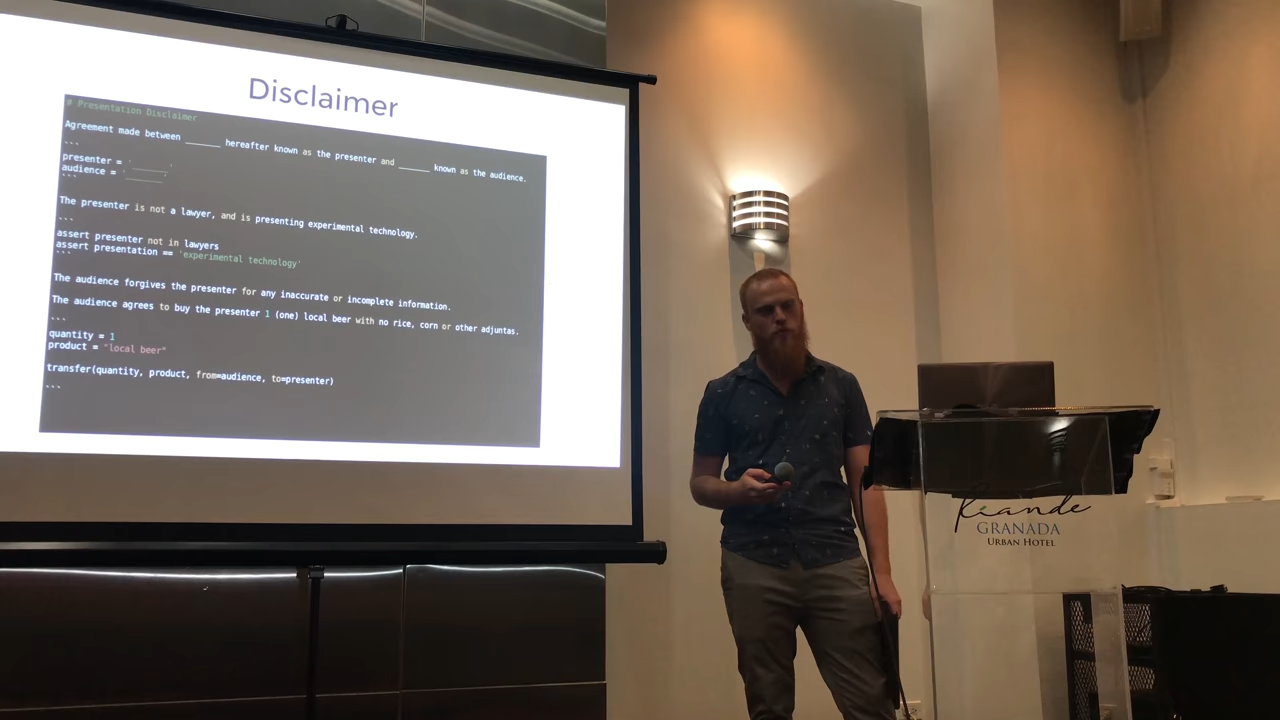 Disclaimer
# Presentation Disclaimer
Agreement made between ______ hereafter known as the presenter and ______ known as the audience.
```
presenter = '______'
audience = '______'
```
The presenter is not a lawyer, and is presenting experimental technology.
```
assert presenter not in lawyers
assert presentation == 'experimental technology'
```
The audience forgives the presenter for any inaccurate or incomplete information.
The audience agrees to buy the presenter 1 (one) local beer with no rice, corn or other adjuntas.
```
quantity = 1
product = "local beer"
transfer(quantity, product, from=audience, to=presenter)
```
Kiande
GRANADA
URBAN HOTEL